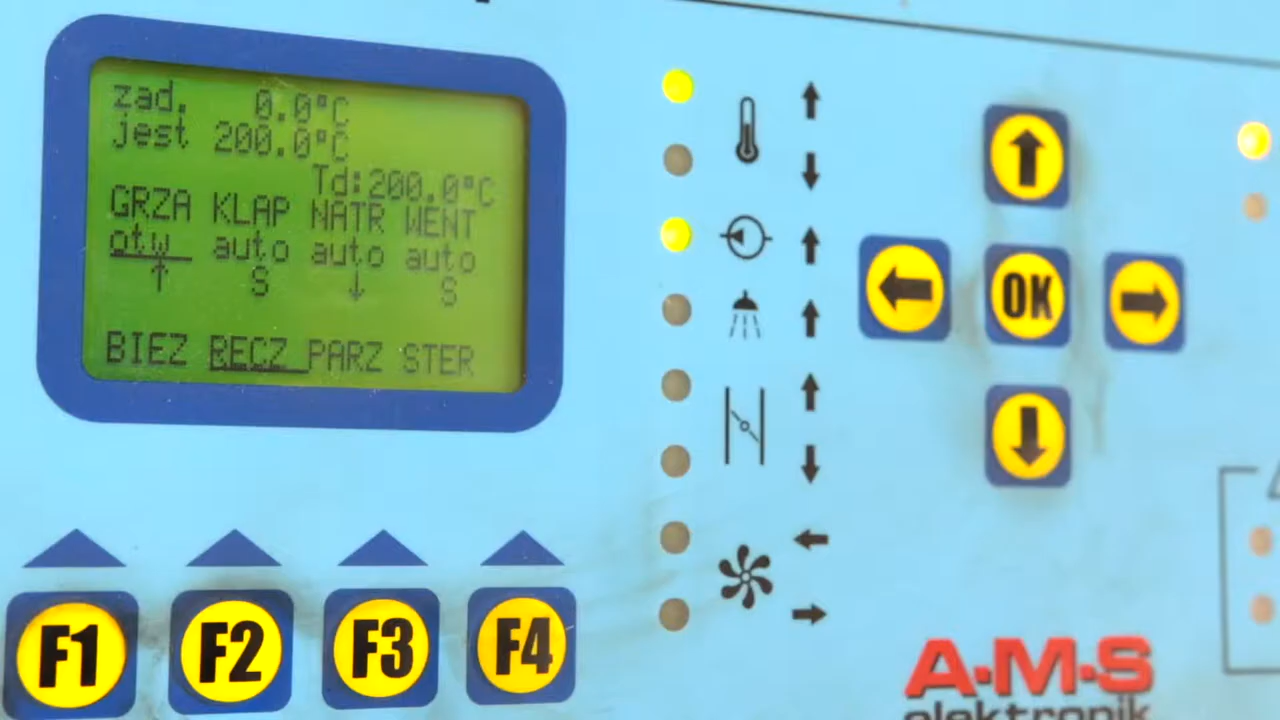 zad. 0.0°C
jest 200.0°C
Td:200.0°C
GRZA KLAP NATR WENT
otw auto auto auto
↑ S ↓ S
BIEZ RECZ PARZ STER
F1 F2 F3 F4
OK
A·M·S
elektronik